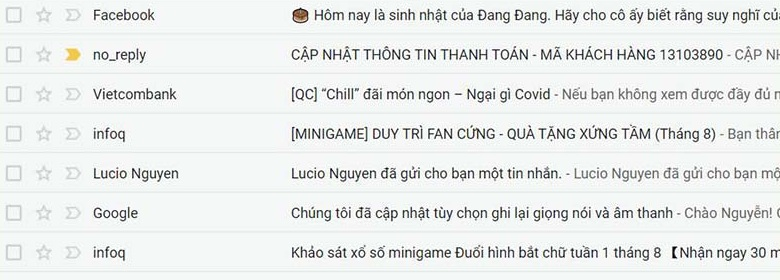 Facebook 🎂 Hôm nay là sinh nhật của Đang Đang. Hãy cho cô ấy biết rằng suy nghĩ củ
no_reply CẬP NHẬT THÔNG TIN THANH TOÁN - MÃ KHÁCH HÀNG 13103890 - CẬP NH
Vietcombank [QC] “Chill” đãi món ngon – Ngại gì Covid - Nếu bạn không xem được đầy đủ n
infoq [MINIGAME] DUY TRÌ FAN CỨNG - QUÀ TẶNG XỨNG TẦM (Tháng 8) - Bạn thân
Lucio Nguyen Lucio Nguyen đã gửi cho bạn một tin nhắn. - Lucio Nguyen đã gửi cho bạn mộ
Google Chúng tôi đã cập nhật tùy chọn ghi lại giọng nói và âm thanh - Chào Nguyễn!
infoq Khảo sát xổ số minigame Đuổi hình bắt chữ tuần 1 tháng 8 【Nhận ngay 30 m